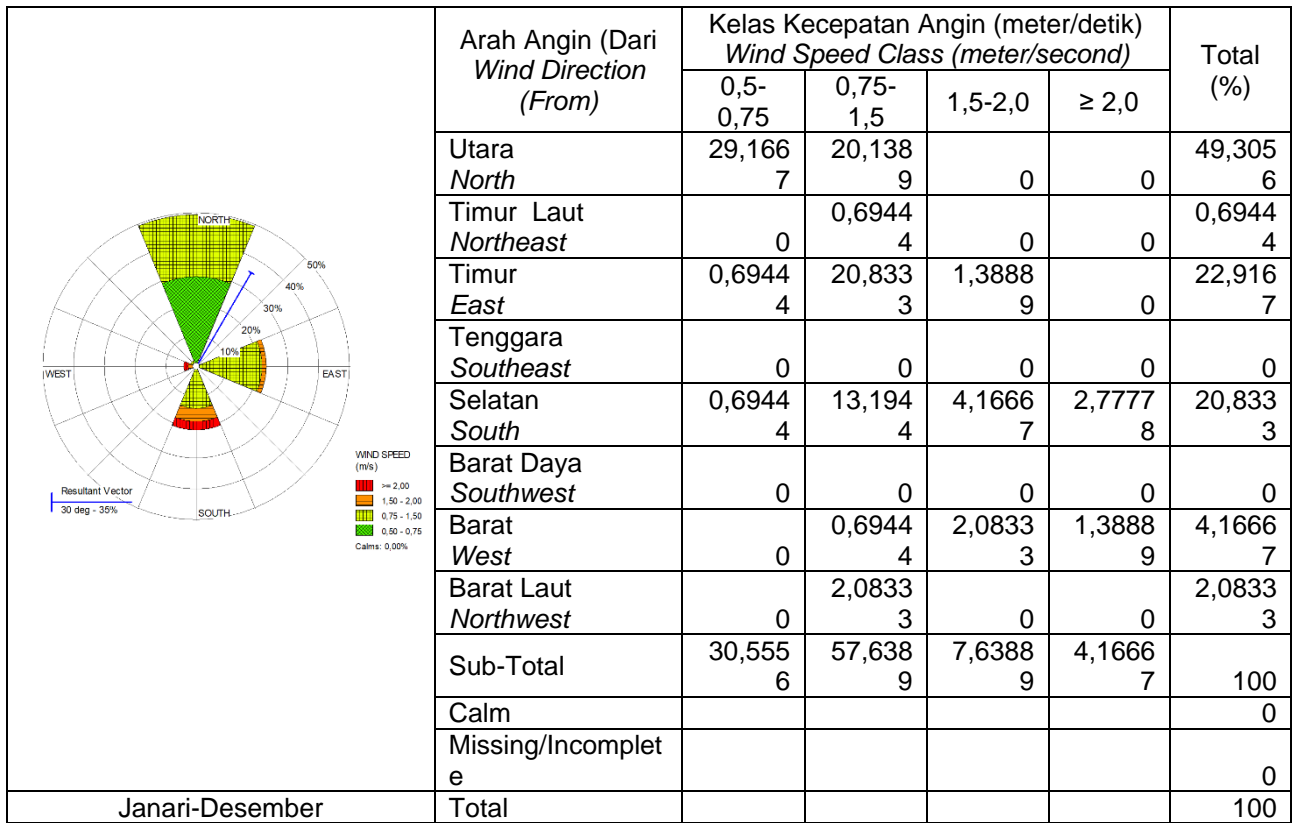 NORTH
50%
40%
30%
20%
10%
WEST
EAST
SOUTH
WIND SPEED
(m/s)
>= 2,00
1,50 - 2,00
0,75 - 1,50
0,50 - 0,75
Calms: 0,00%
Resultant Vector
30 deg - 35%
Arah Angin (Dari
Wind Direction
(From)
Kelas Kecepatan Angin (meter/detik)
Wind Speed Class (meter/second)
Total
(%)
0,5-
0,75
0,75-
1,5
1,5-2,0
≥ 2,0
Utara 29,166 20,138 49,305
North 7 9 0 0 6
Timur Laut 0,6944 0,6944
Northeast 0 4 0 0 4
Timur 0,6944 20,833 1,3888 22,916
East 4 3 9 0 7
Tenggara
Southeast 0 0 0 0 0
Selatan 0,6944 13,194 4,1666 2,7777 20,833
South 4 4 7 8 3
Barat Daya
Southwest 0 0 0 0 0
Barat 0,6944 2,0833 1,3888 4,1666
West 0 4 3 9 7
Barat Laut 2,0833 2,0833
Northwest 0 3 0 0 3
Sub-Total 30,555 57,638 7,6388 4,1666
6 9 9 7 100
Calm 0
Missing/Incomplet
e 0
Janari-Desember Total 100